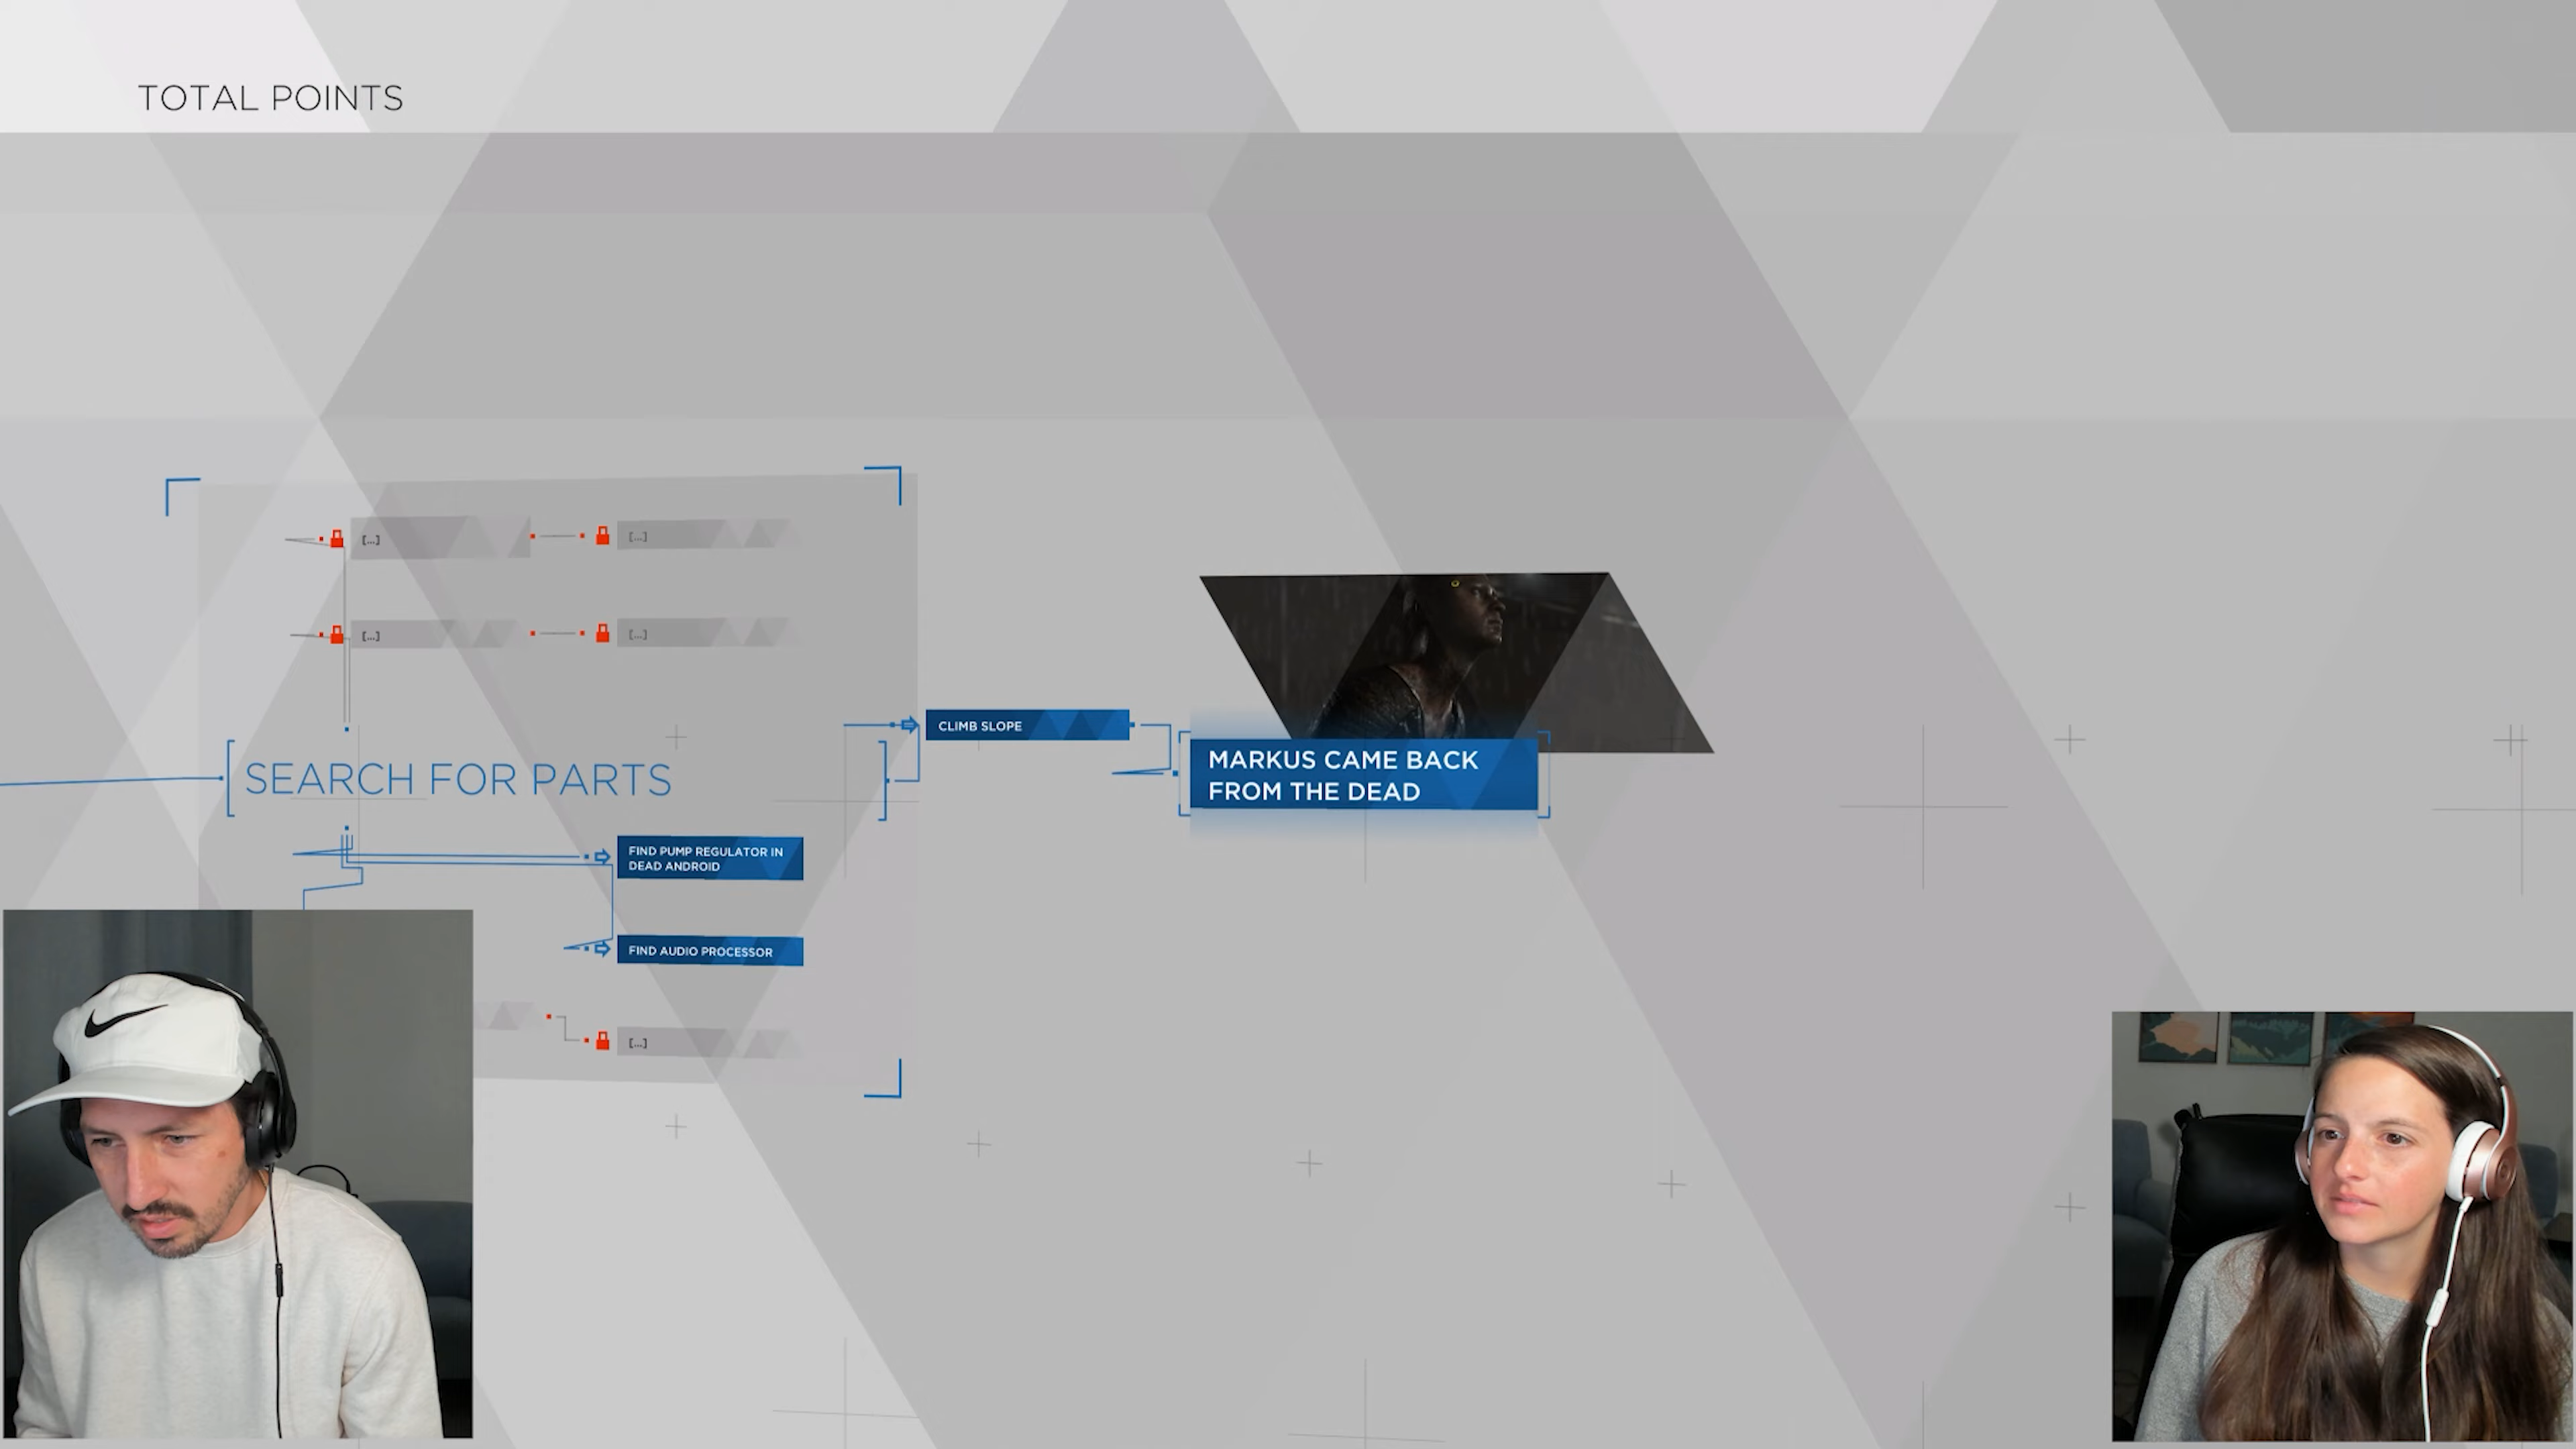 TOTAL POINTS
[...]
[...]
[...]
[...]
CLIMB SLOPE
MARKUS CAME BACK
FROM THE DEAD
SEARCH FOR PARTS
FIND PUMP REGULATOR IN
DEAD ANDROID
FIND AUDIO PROCESSOR
[...]